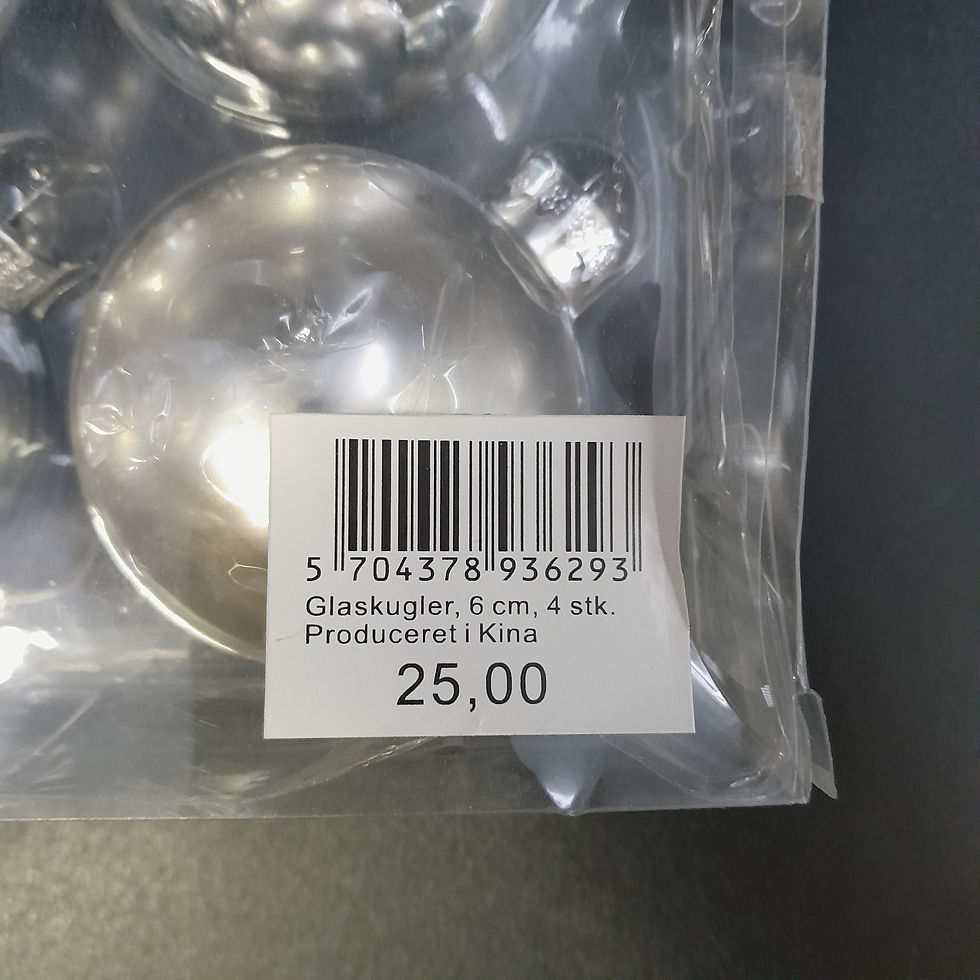 5 704378 936293
Glaskugler, 6 cm, 4 stk.
Produceret i Kina
25,00